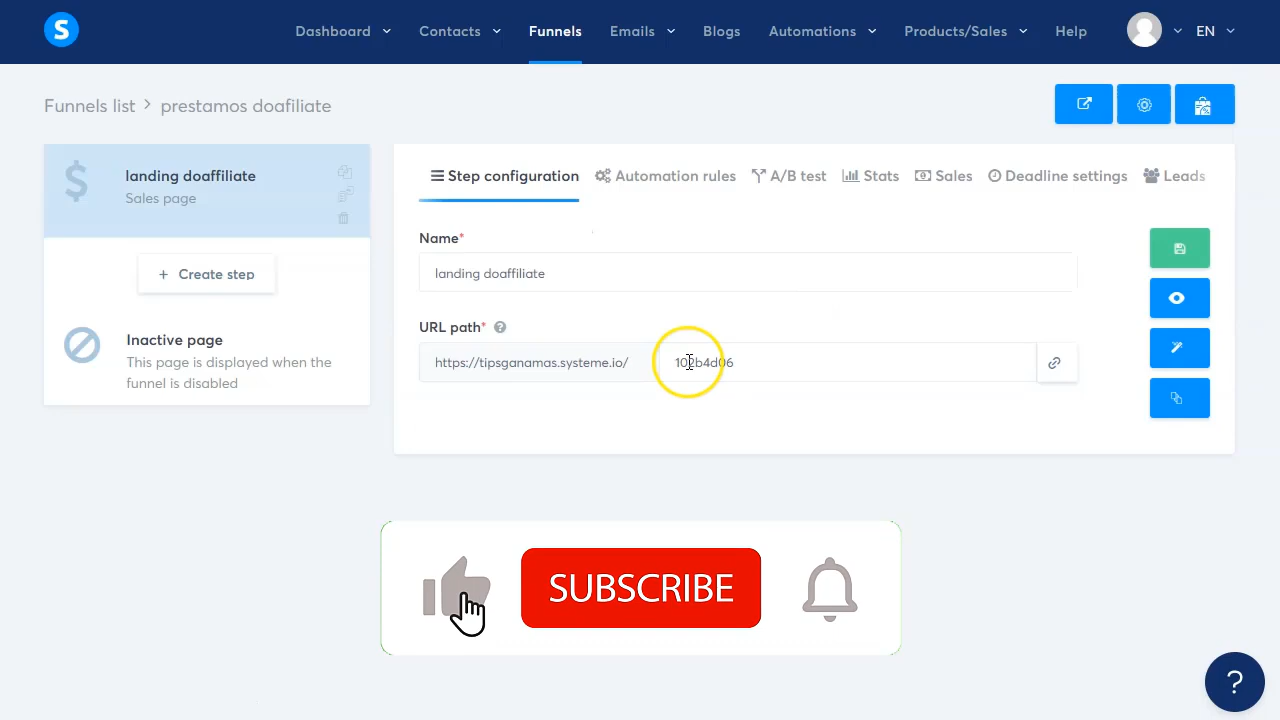 S
Dashboard Contacts Funnels Emails Blogs Automations Products/Sales Help EN
Funnels list > prestamos doafiliate
landing doaffiliate
Sales page
+ Create step
Inactive page
This page is displayed when the
funnel is disabled
Step configuration Automation rules A/B test Stats Sales Deadline settings Leads
Name*
landing doaffiliate
URL path* ?
https://tipsganamas.systeme.io/ 102b4d06
SUBSCRIBE
?